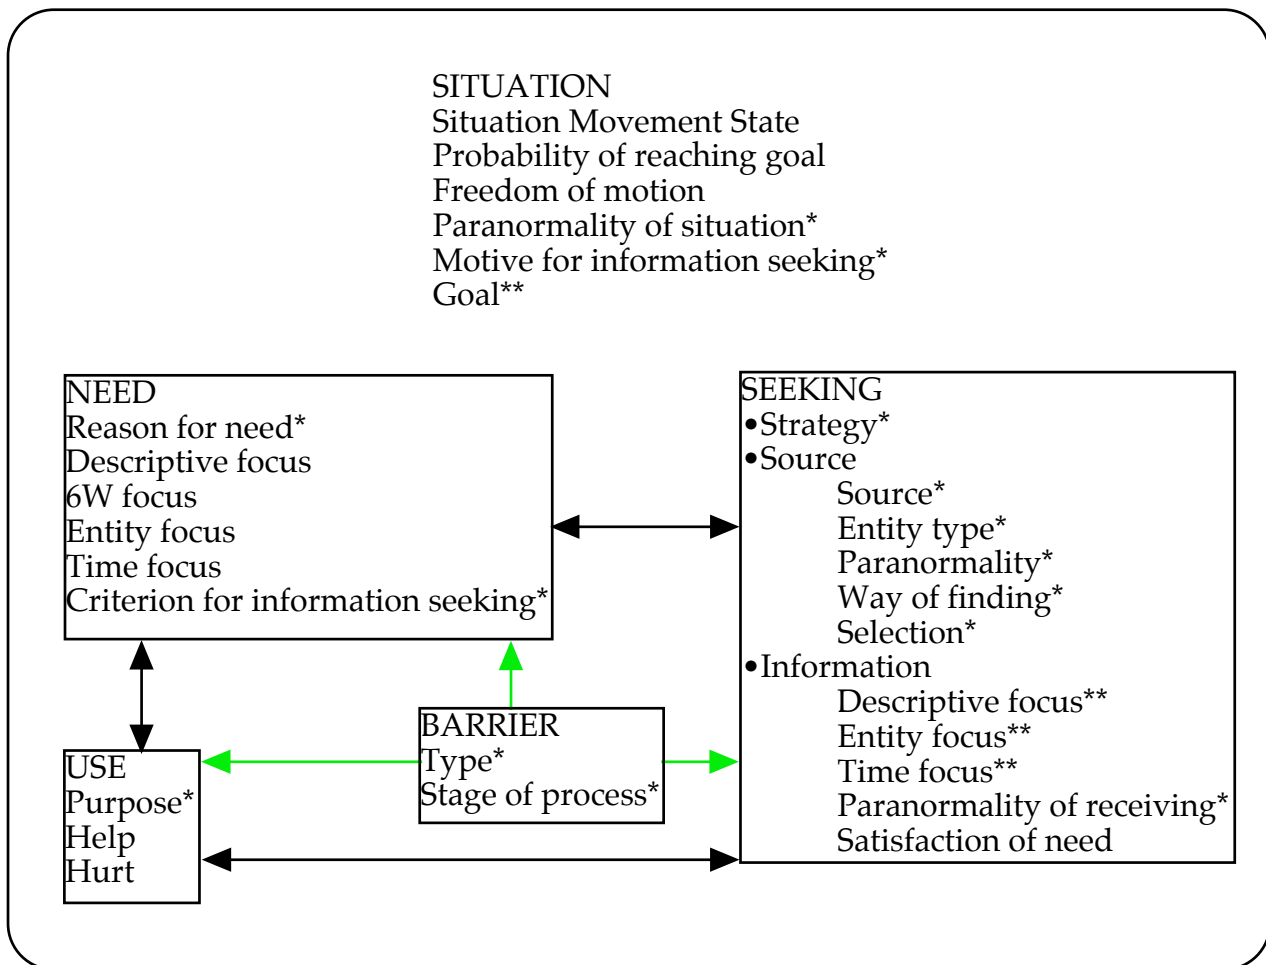 SITUATION
Situation Movement State
Probability of reaching goal
Freedom of motion
Paranormality of situation*
Motive for information seeking*
Goal**
NEED
Reason for need*
Descriptive focus
6W focus
Entity focus
Time focus
Criterion for information seeking*
SEEKING
•Strategy*
•Source
Source*
Entity type*
Paranormality*
Way of finding*
Selection*
•Information
Descriptive focus**
Entity focus**
Time focus**
Paranormality of receiving*
Satisfaction of need
BARRIER
Type*
Stage of process*
USE
Purpose*
Help
Hurt